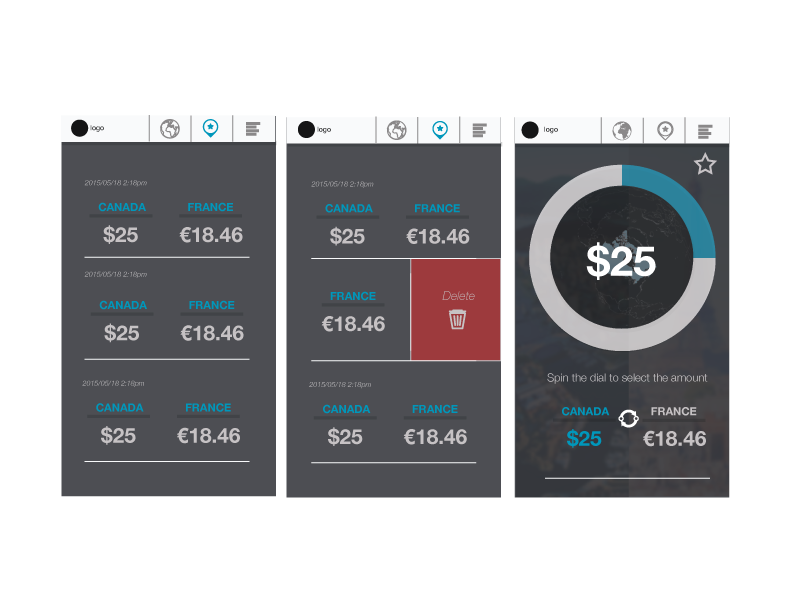 logo
2015/05/18 2:18pm
CANADA FRANCE
$25 €18.46
2015/05/18 2:18pm
CANADA FRANCE
$25 €18.46
2015/05/18 2:18pm
CANADA FRANCE
$25 €18.46
logo
2015/05/18 2:18pm
CANADA FRANCE
$25 €18.46
FRANCE Delete
€18.46
2015/05/18 2:18pm
CANADA FRANCE
$25 €18.46
logo
$25
Spin the dial to select the amount
CANADA FRANCE
$25 €18.46